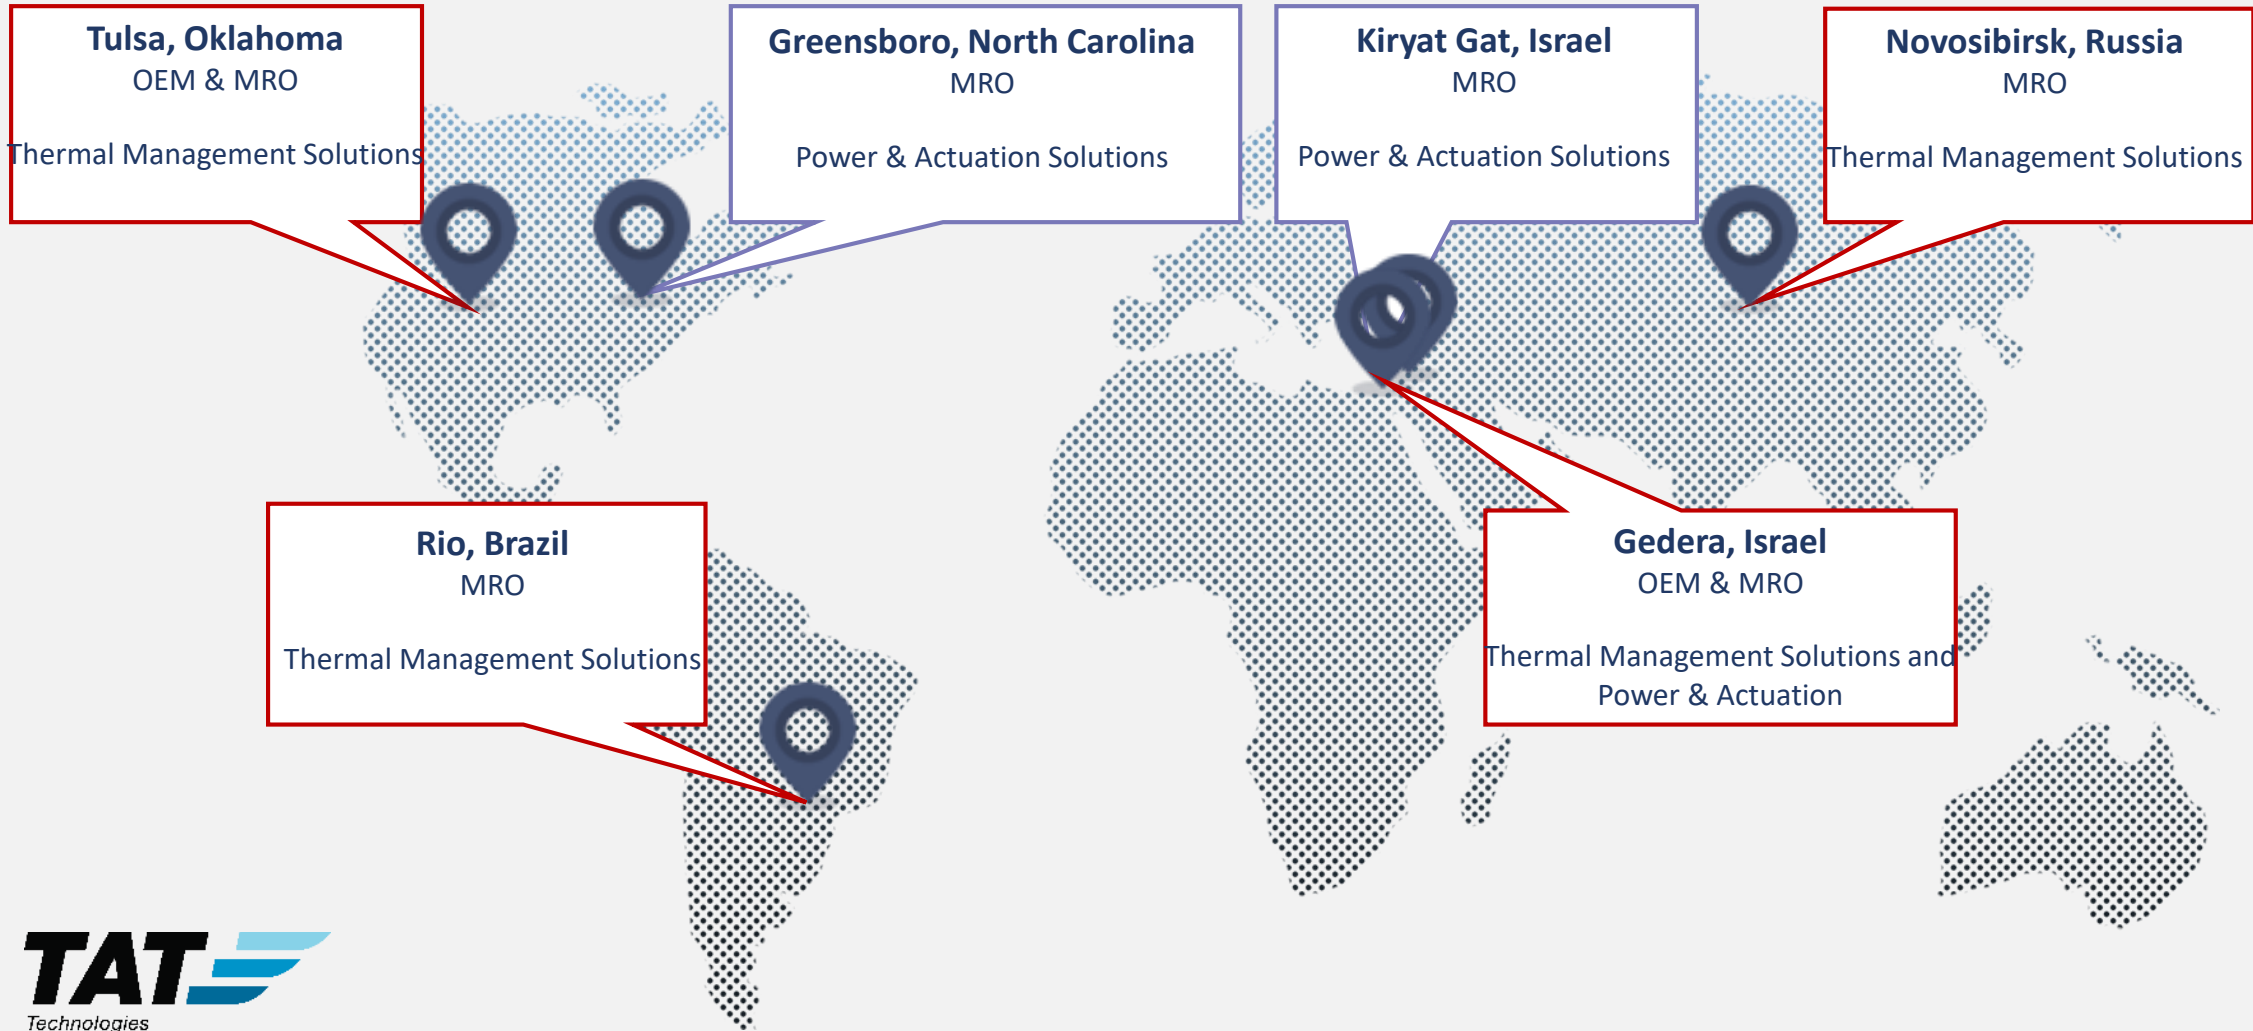 Tulsa, Oklahoma
OEM & MRO
Thermal Management Solutions
Greensboro, North Carolina
MRO
Power & Actuation Solutions
Kiryat Gat, Israel
MRO
Power & Actuation Solutions
Novosibirsk, Russia
MRO
Thermal Management Solutions
Rio, Brazil
MRO
Thermal Management Solutions
Gedera, Israel
OEM & MRO
Thermal Management Solutions and
Power & Actuation
TAT
Technologies